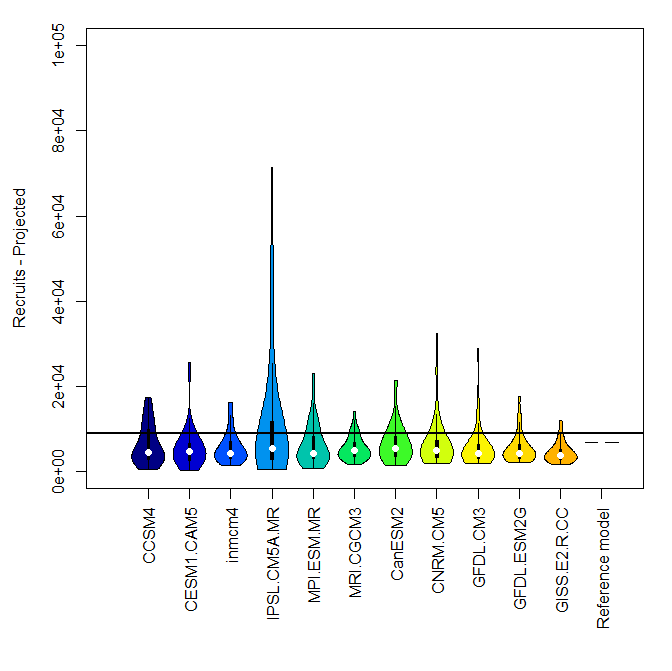 Recruits - Projected
1e+05
8e+04
6e+04
4e+04
2e+04
0e+00
CCSM4
CESM1.CAM5
inmcm4
IPSL.CM5A.MR
MPI.ESM.MR
MRI.CGCM3
CanESM2
CNRM.CM5
GFDL.CM3
GFDL.ESM2G
GISS.E2.R.CC
Reference model